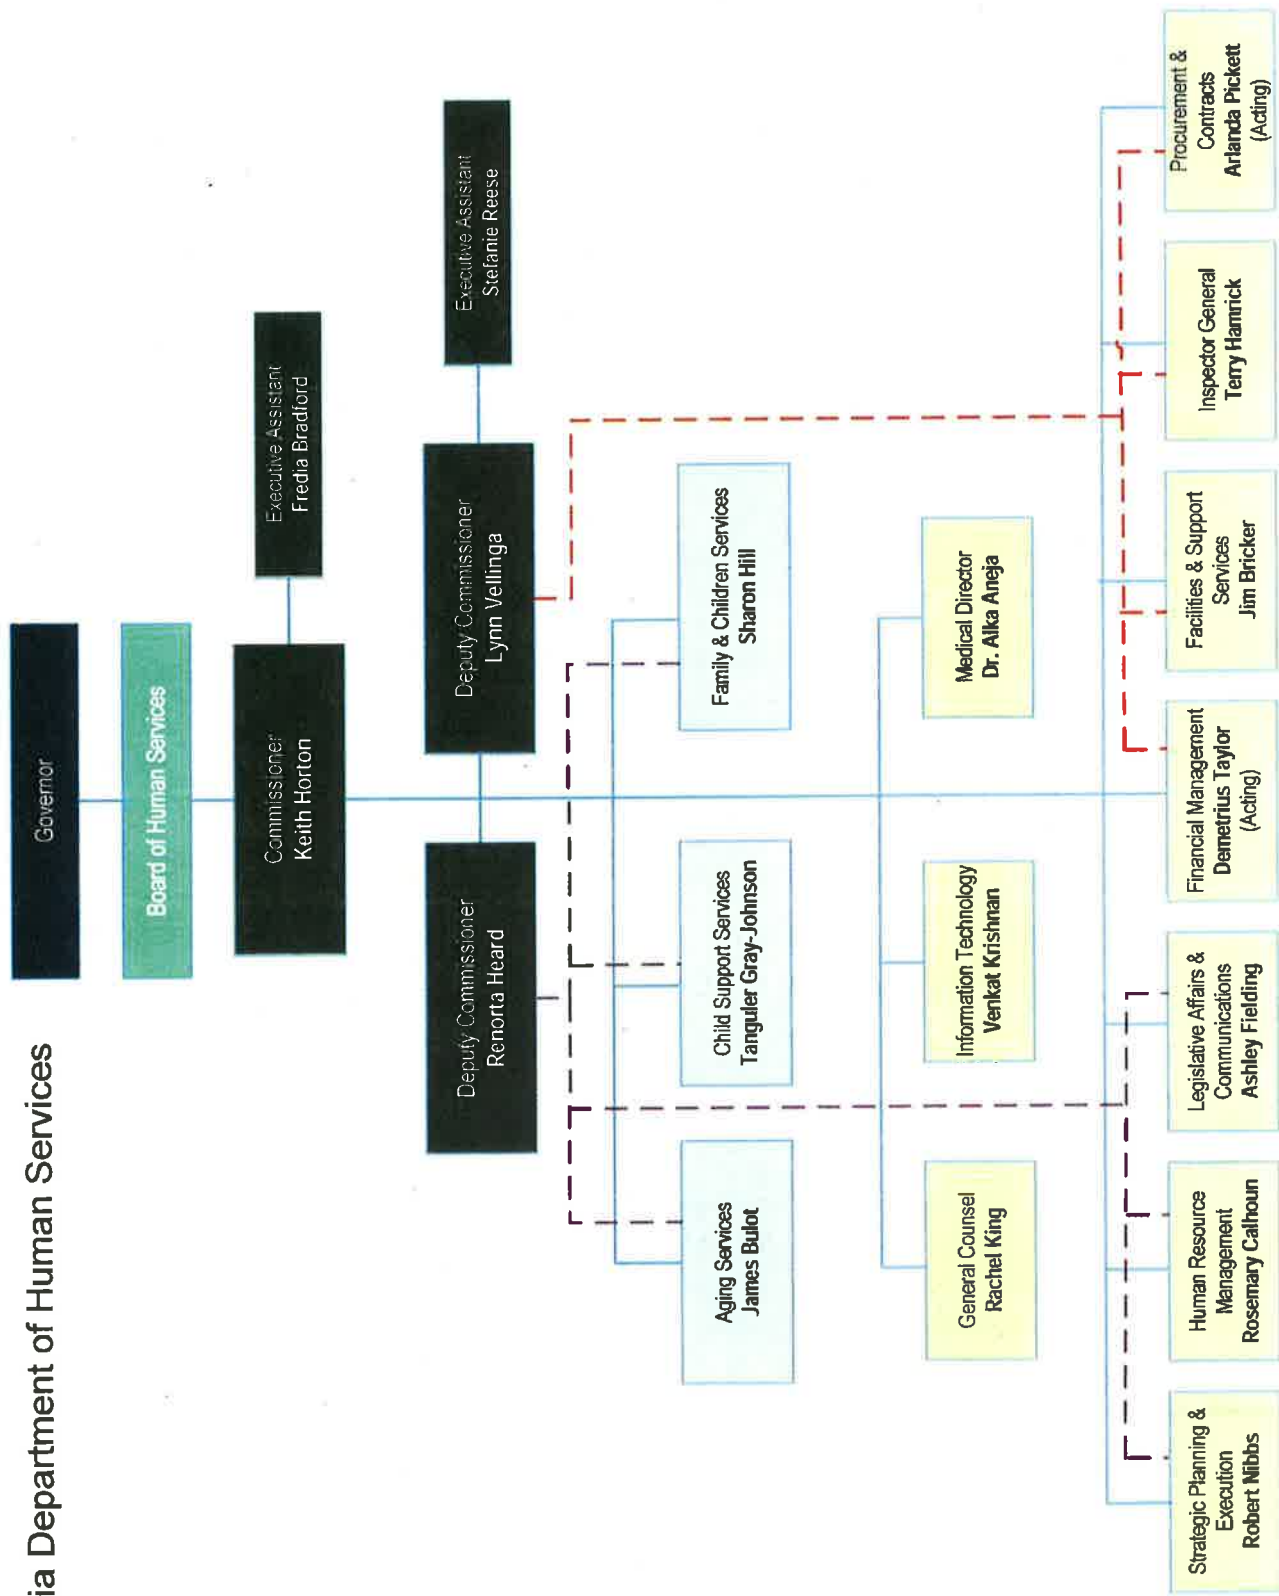 ia Department of Human Services
Governor
Board of Human Services
Commissioner
Keith Horton
Executive Assistant
Fredia Bradford
Deputy Commissioner
Renorta Heard
Deputy Commissioner
Lynn Vellinga
Executive Assistant
Stefanie Reese
Aging Services
James Bulot
Child Support Services
Tanguler Gray-Johnson
Family & Children Services
Sharon Hill
General Counsel
Rachel King
Information Technology
Venkat Krishnan
Medical Director
Dr. Alka Aneja
Strategic Planning &
Execution
Robert Nibbs
Human Resource
Management
Rosemary Calhoun
Legislative Affairs &
Communications
Ashley Fielding
Financial Management
Demetrius Taylor
(Acting)
Facilities & Support
Services
Jim Bricker
Inspector General
Terry Hamrick
Procurement &
Contracts
Arlanda Pickett
(Acting)